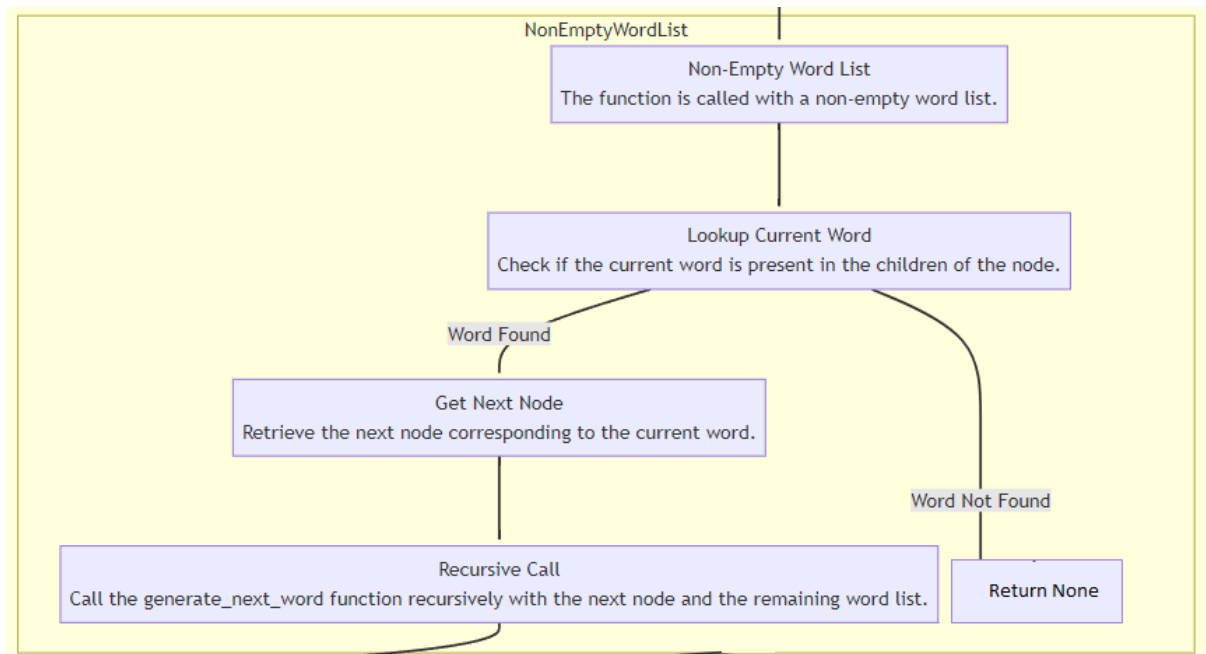 NonEmptyWordList
Non-Empty Word List
The function is called with a non-empty word list.
Lookup Current Word
Check if the current word is present in the children of the node.
Word Found
Get Next Node
Retrieve the next node corresponding to the current word.
Word Not Found
Recursive Call
Call the generate_next_word function recursively with the next node and the remaining word list.
Return None